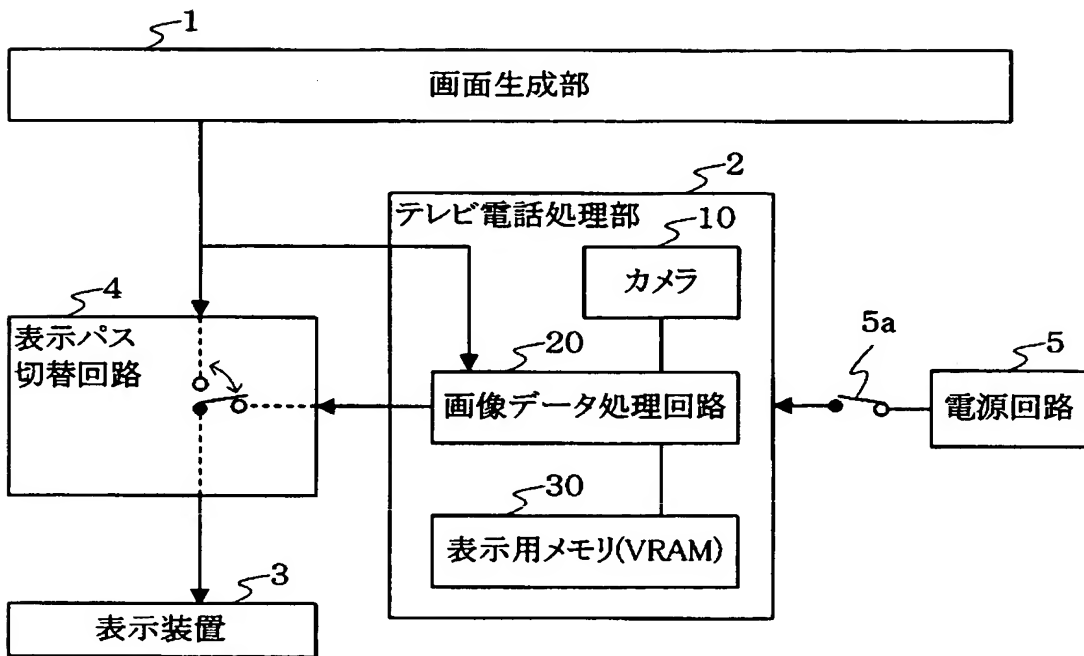 1
画面生成部
2
テレビ電話処理部
10
カメラ
4
表示パス
切替回路
20
画像データ処理回路
5a
5
電源回路
30
表示用メモリ(VRAM)
3
表示装置